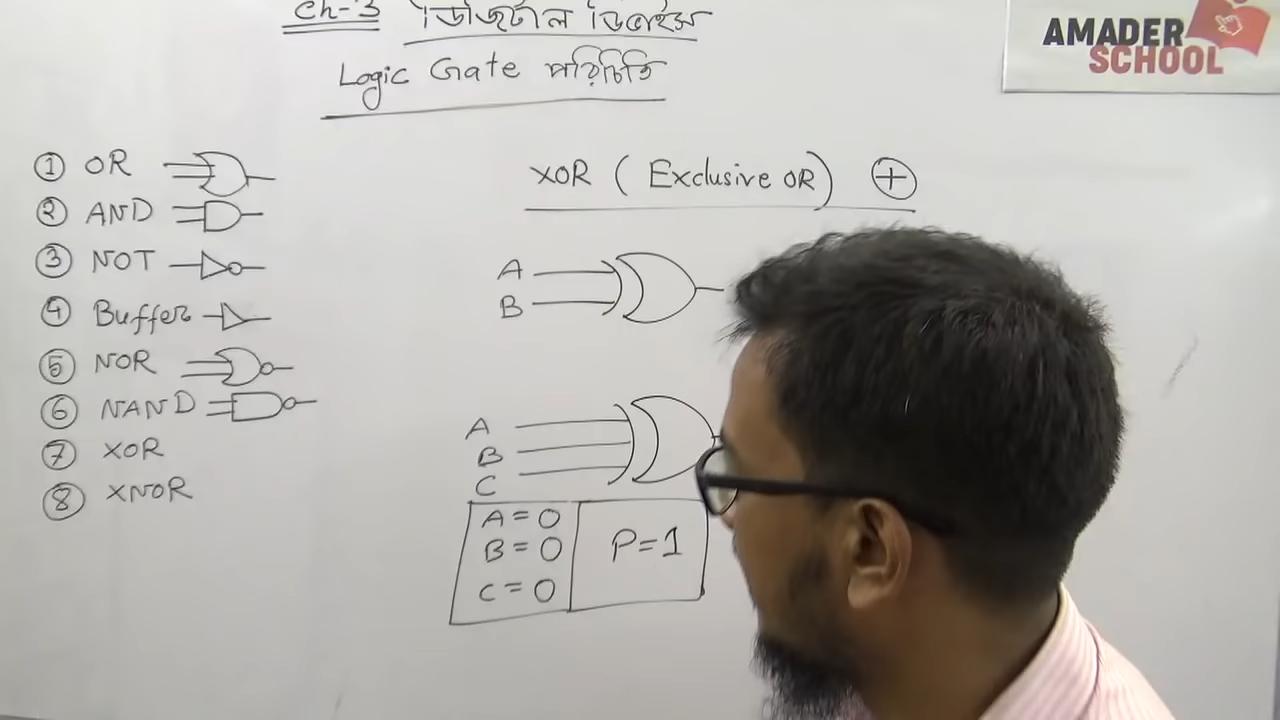 Ch-3 ডিজিটাল ডিভাইস
Logic Gate পরিচিতি
AMADER
SCHOOL
① OR
② AND
③ NOT
④ Buffer
⑤ NOR
⑥ NAND
⑦ XOR
⑧ XNOR
XOR (Exclusive OR) ⊕
A
B
A
B
C
A = 0
B = 0
C = 0
P = 1